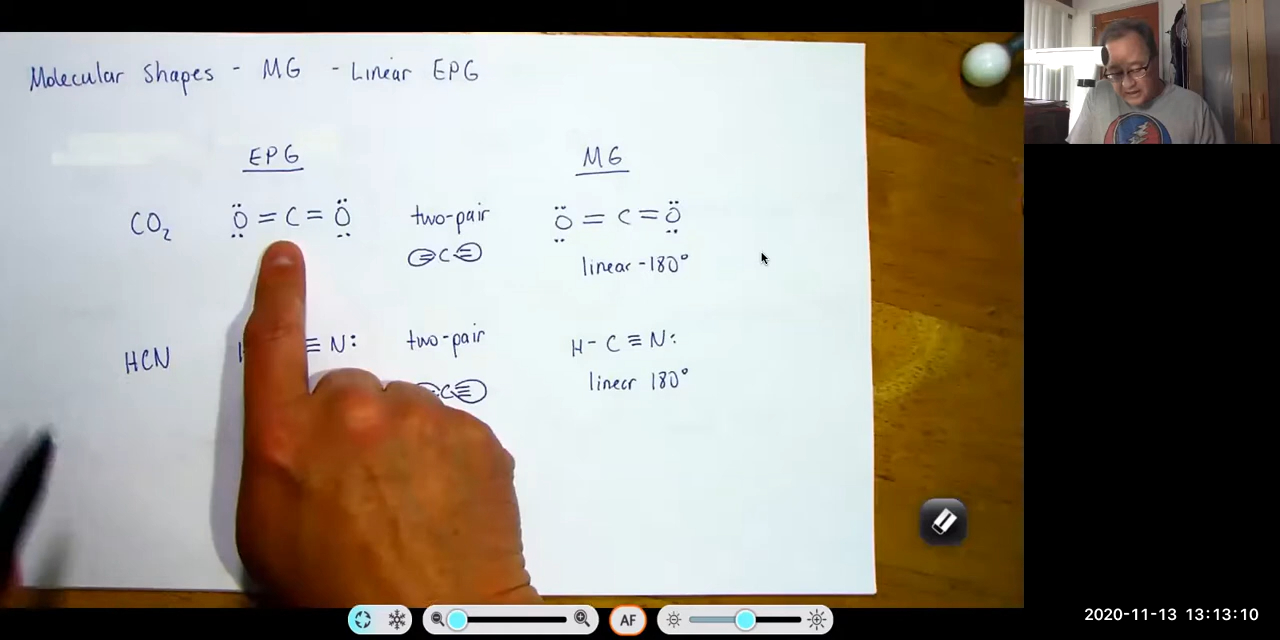 Molecular Shapes - MG - Linear EPG
EPG MG
CO₂ Ö = C = Ö two-pair Ö = C = Ö
C linear - 180°
HCN ≡ N: two-pair H - C ≡ N:
C linear 180°
AF
2020-11-13 13:13:10